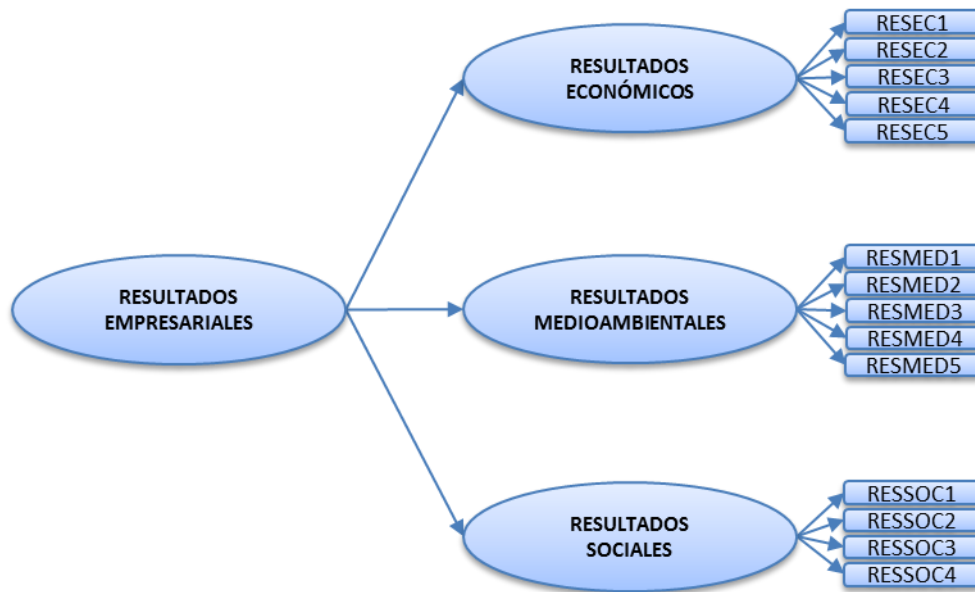 RESULTADOS
EMPRESARIALES
RESULTADOS
ECONÓMICOS
RESEC1
RESEC2
RESEC3
RESEC4
RESEC5
RESULTADOS
MEDIOAMBIENTALES
RESMED1
RESMED2
RESMED3
RESMED4
RESMED5
RESULTADOS
SOCIALES
RESSOC1
RESSOC2
RESSOC3
RESSOC4